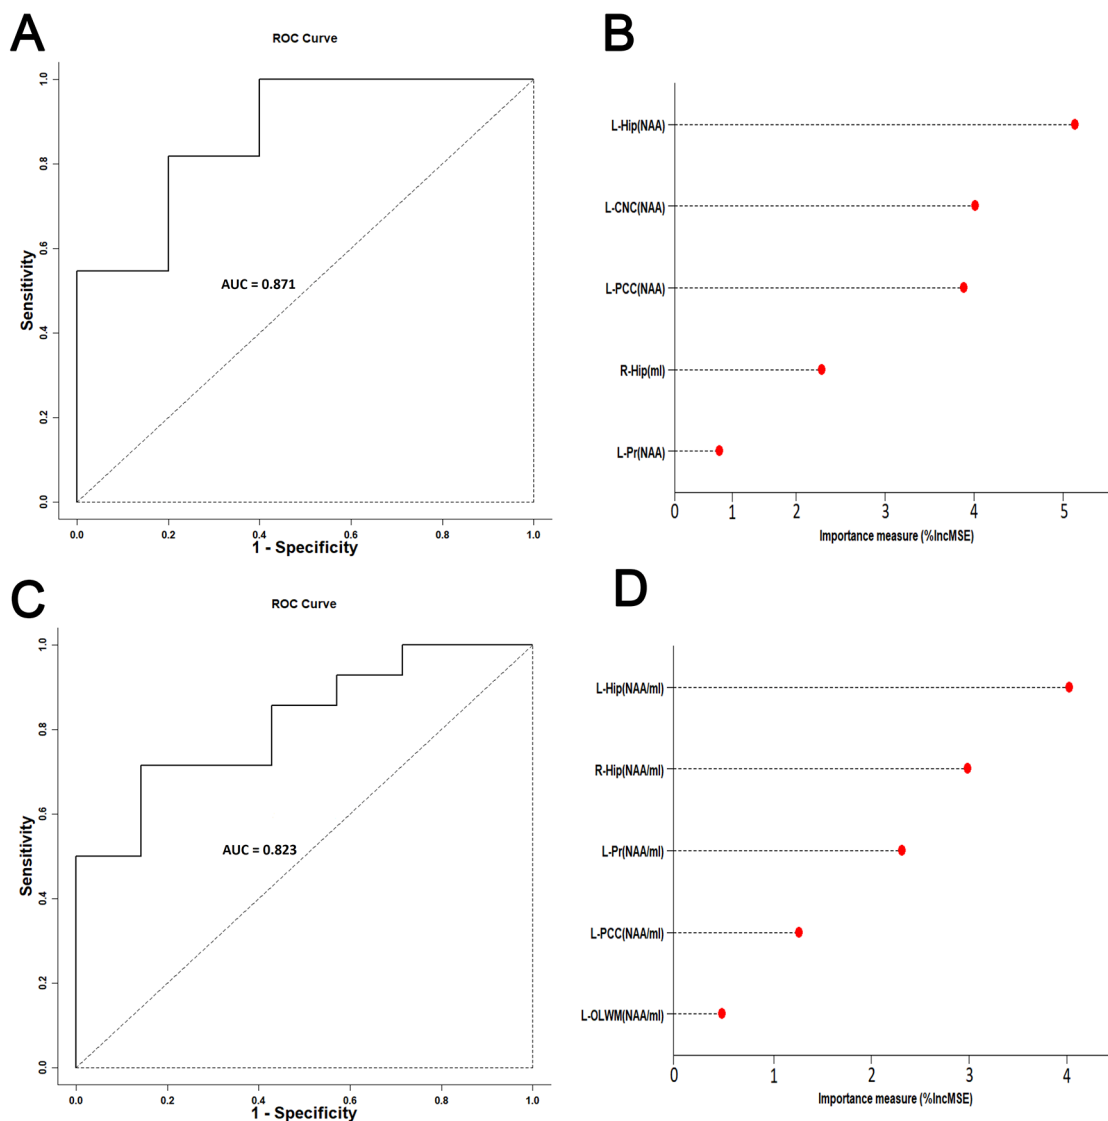 A
ROC Curve
Sensitivity
1.0
0.8
0.6
0.4
0.2
0.0
AUC = 0.871
0.0 0.2 0.4 0.6 0.8 1.0
1 - Specificity
B
L-Hip(NAA)
L-CNC(NAA)
L-PCC(NAA)
R-Hip(ml)
L-Pr(NAA)
0 1 2 3 4 5
Importance measure (%IncMSE)
C
ROC Curve
Sensitivity
1.0
0.8
0.6
0.4
0.2
0.0
AUC = 0.823
0.0 0.2 0.4 0.6 0.8 1.0
1 - Specificity
D
L-Hip(NAA/ml)
R-Hip(NAA/ml)
L-Pr(NAA/ml)
L-PCC(NAA/ml)
L-OLWM(NAA/ml)
0 1 2 3 4
Importance measure (%IncMSE)